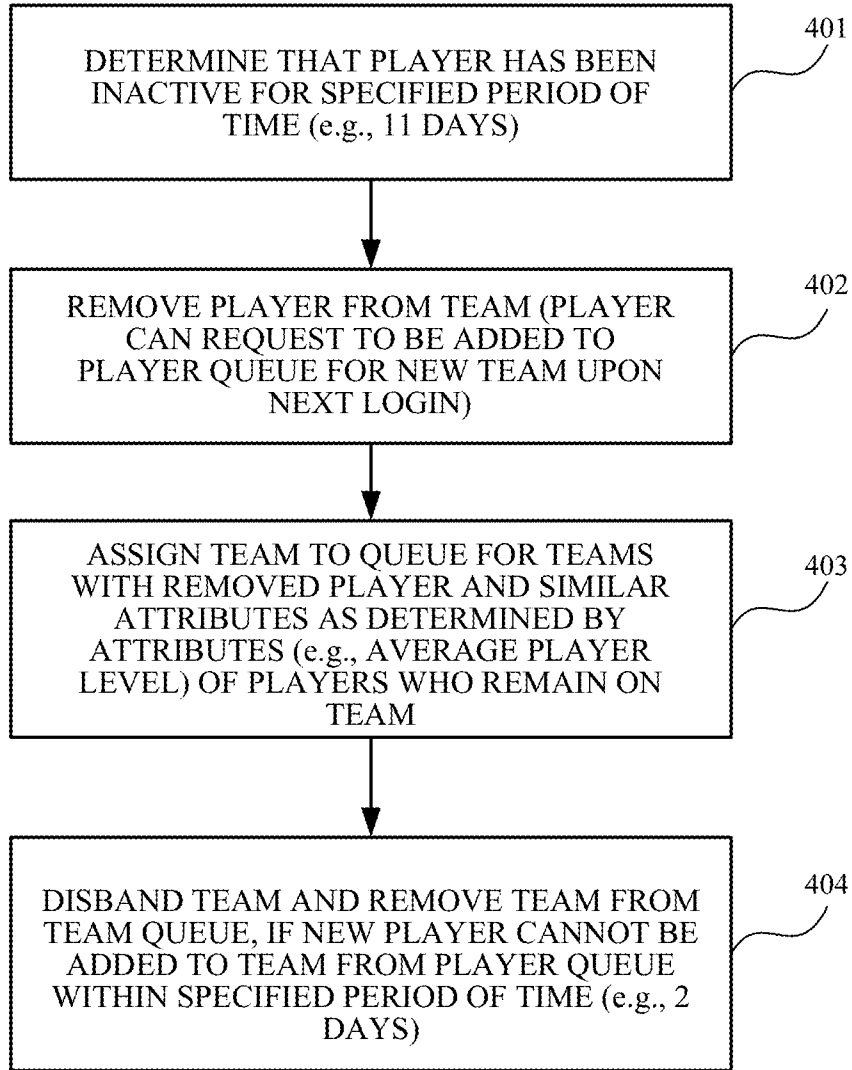 401
DETERMINE THAT PLAYER HAS BEEN
INACTIVE FOR SPECIFIED PERIOD OF
TIME (e.g., 11 DAYS)
402
REMOVE PLAYER FROM TEAM (PLAYER
CAN REQUEST TO BE ADDED TO
PLAYER QUEUE FOR NEW TEAM UPON
NEXT LOGIN)
403
ASSIGN TEAM TO QUEUE FOR TEAMS
WITH REMOVED PLAYER AND SIMILAR
ATTRIBUTES AS DETERMINED BY
ATTRIBUTES (e.g., AVERAGE PLAYER
LEVEL) OF PLAYERS WHO REMAIN ON
TEAM
404
DISBAND TEAM AND REMOVE TEAM FROM
TEAM QUEUE, IF NEW PLAYER CANNOT BE
ADDED TO TEAM FROM PLAYER QUEUE
WITHIN SPECIFIED PERIOD OF TIME (e.g., 2
DAYS)